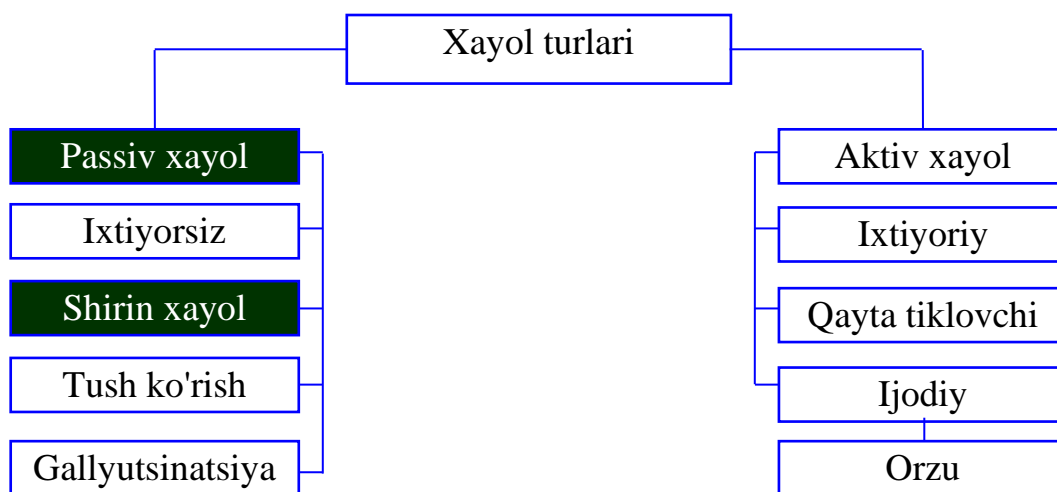 Xayol turlari
Passiv xayol
Ixtiyorsiz
Shirin xayol
Tush ko'rish
Gallyutsinatsiya
Aktiv xayol
Ixtiyoriy
Qayta tiklovchi
Ijodiy
Orzu